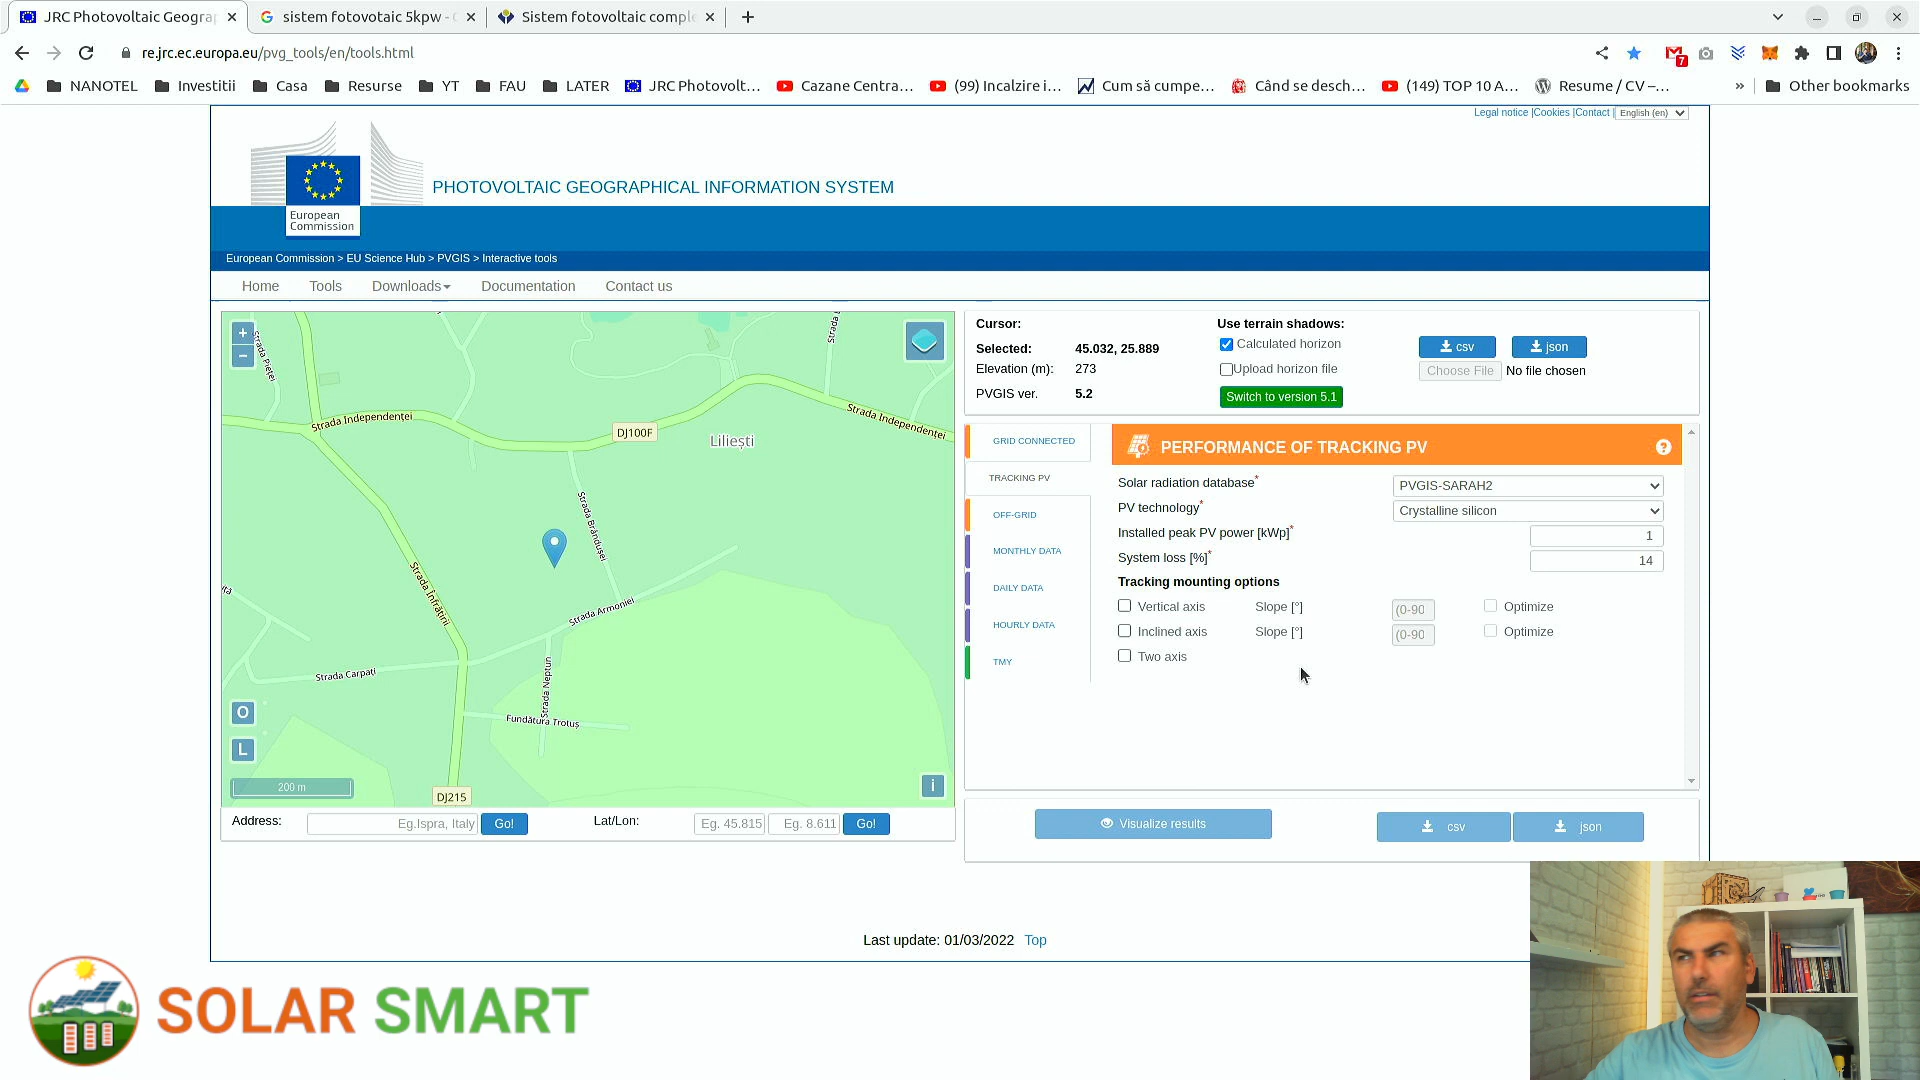 JRC Photovoltaic Geograp
sistem fotovotaic 5kpw -
Sistem fotovoltaic comple
re.jrc.ec.europa.eu/pvg_tools/en/tools.html
7
NANOTEL
Investitii
Casa
Resurse
YT
FAU
LATER
JRC Photovolt...
Cazane Centra...
(99) Incalzire i...
Cum să cumpe...
Când se desch...
(149) TOP 10 A...
Resume / CV –...
»
Other bookmarks
Legal notice |Cookies |Contact |
English (en)
European
Commission
PHOTOVOLTAIC GEOGRAPHICAL INFORMATION SYSTEM
European Commission > EU Science Hub > PVGIS > Interactive tools
Home
Tools
Downloads
Documentation
Contact us
+
−
Strada Pieței
Strada Independenței
DJ100F
Liliești
Strada Independenței
Strada Brândușei
Strada Înfrățirii
Strada Armoniei
Strada Carpați
Strada Neptun
Fundătura Trotuș
O
L
200 m
DJ215
i
Address:
Eg.Ispra, Italy
Go!
Lat/Lon:
Eg. 45.815
Eg. 8.611
Go!
Cursor:
Selected: 45.032, 25.889
Elevation (m): 273
PVGIS ver. 5.2
Use terrain shadows:
Calculated horizon
Upload horizon file
Switch to version 5.1
csv
json
Choose File No file chosen
GRID CONNECTED
TRACKING PV
OFF-GRID
MONTHLY DATA
DAILY DATA
HOURLY DATA
TMY
PERFORMANCE OF TRACKING PV
?
Solar radiation database* PVGIS-SARAH2
PV technology* Crystalline silicon
Installed peak PV power [kWp]* 1
System loss [%]* 14
Tracking mounting options
Vertical axis Slope [°] (0-90 Optimize
Inclined axis Slope [°] (0-90 Optimize
Two axis
Visualize results
csv
json
Last update: 01/03/2022 Top
SOLAR SMART